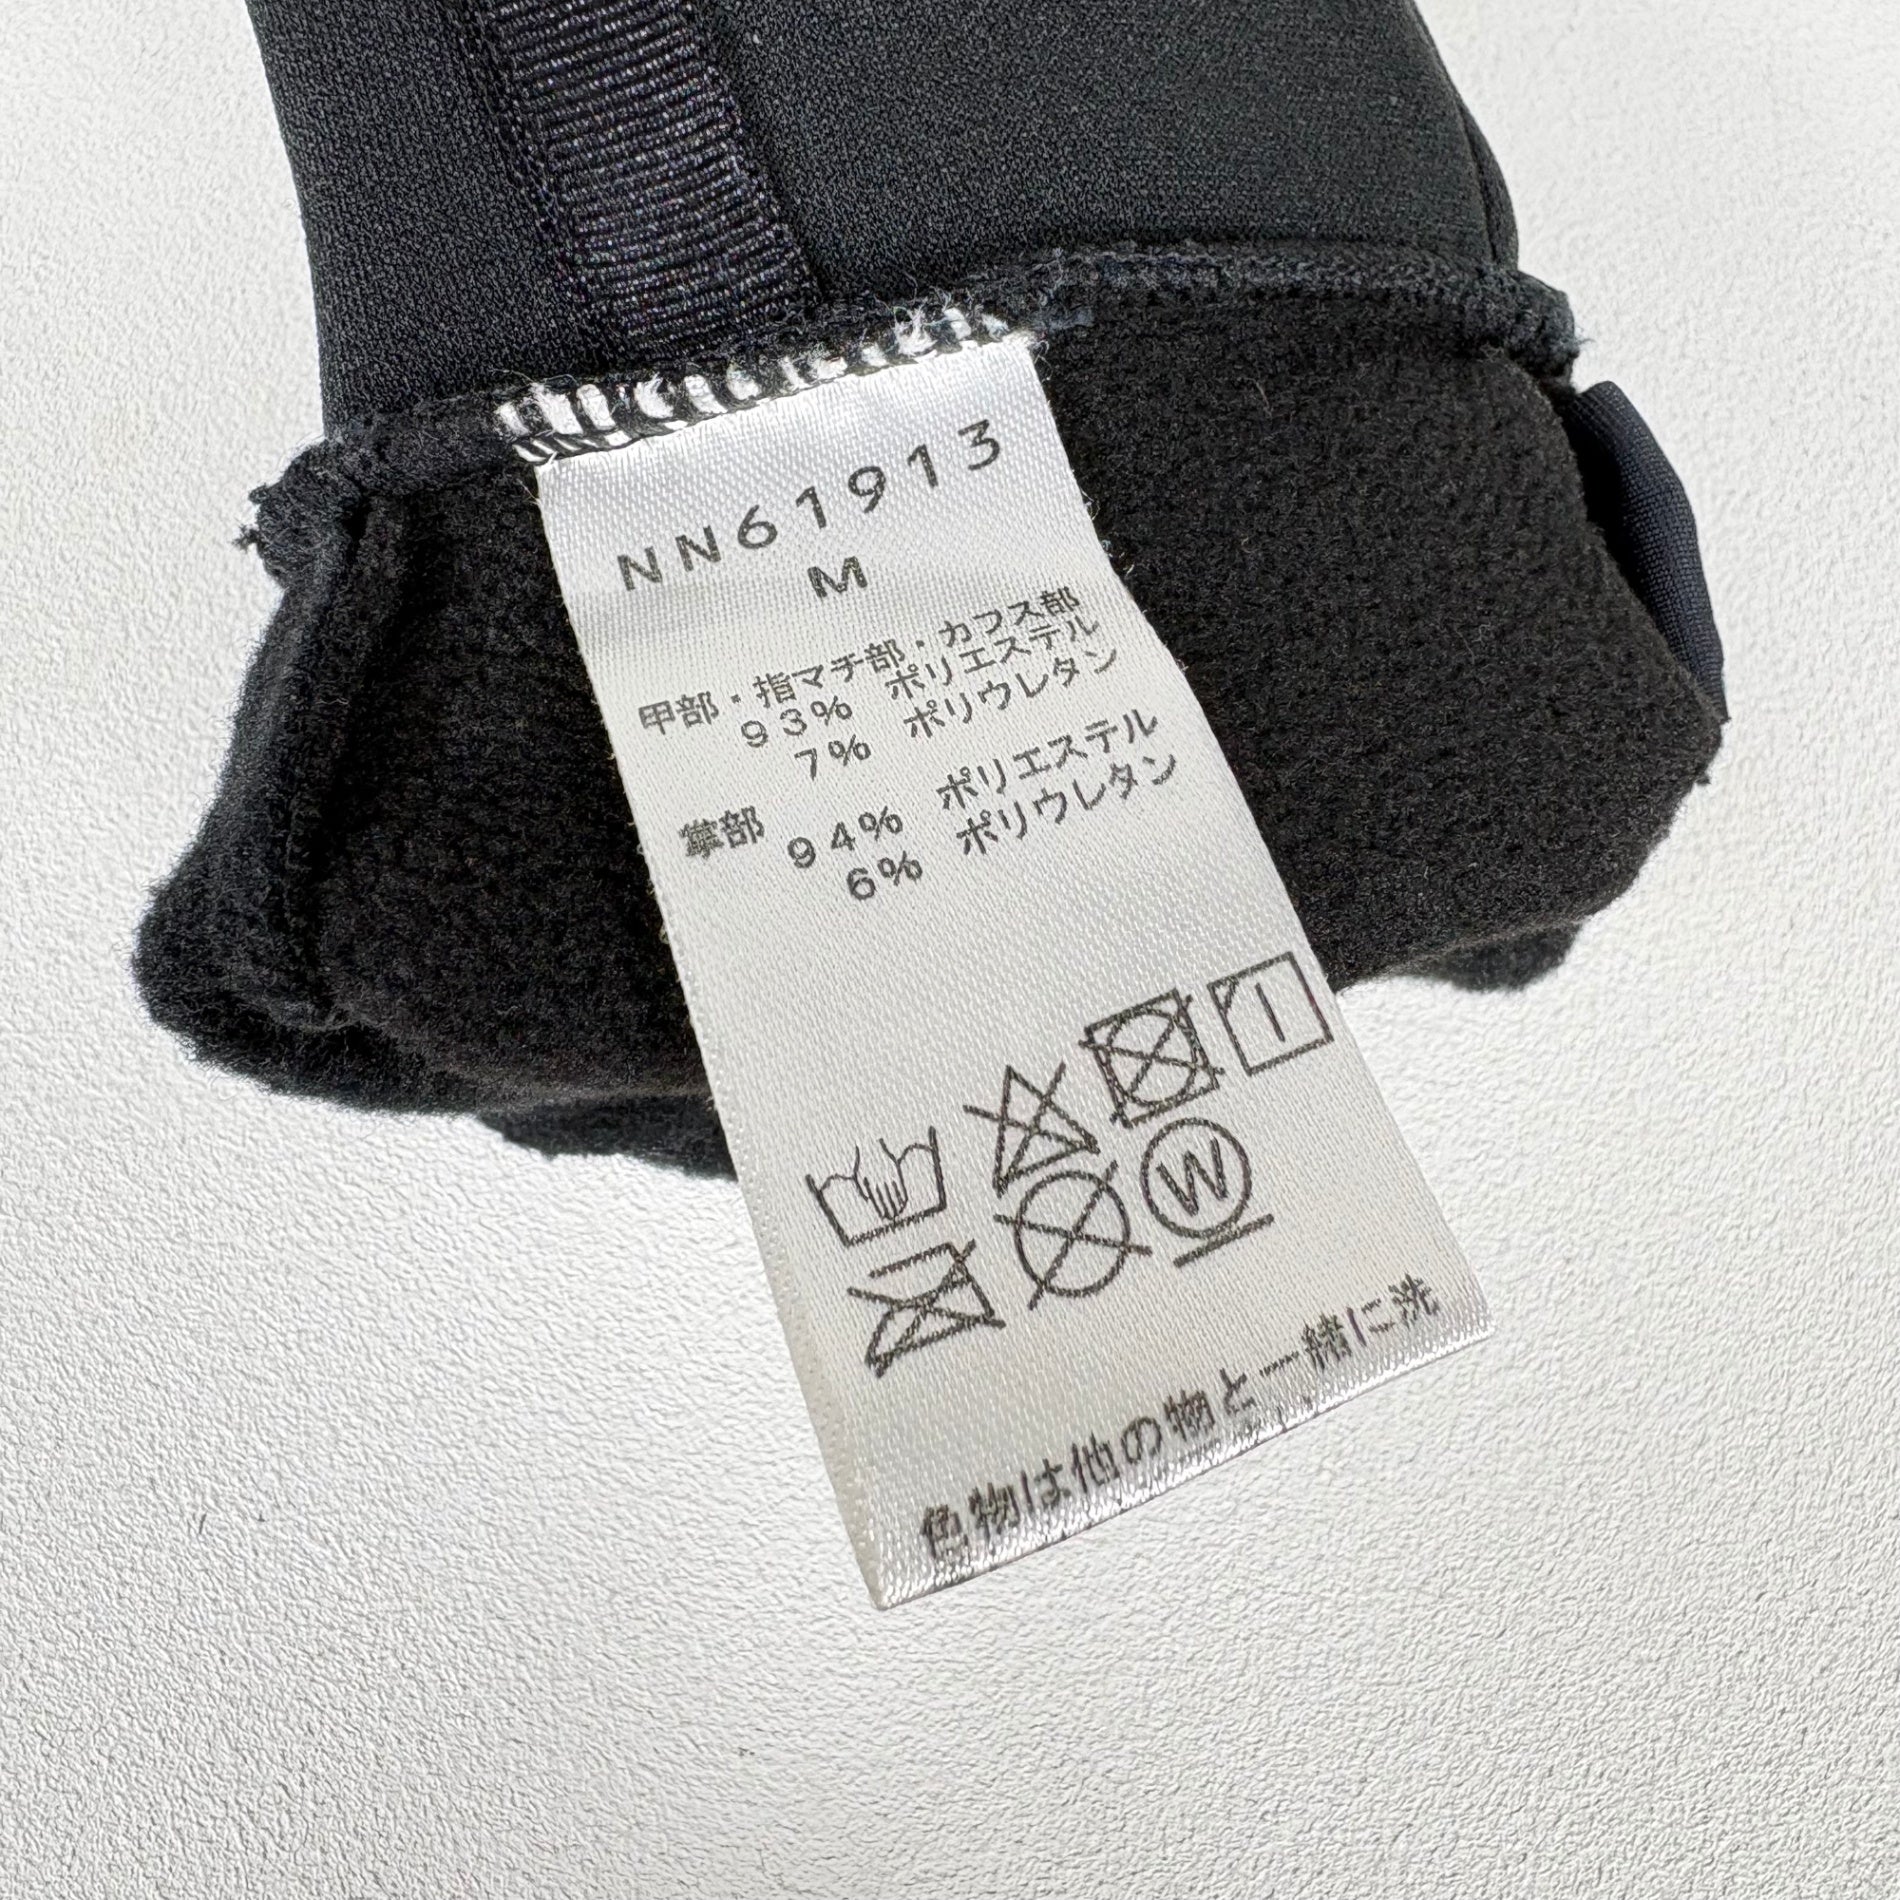 NN61913
M
甲部・指マチ部・カフス部
93% ポリエステル
7% ポリウレタン
掌部 94% ポリエステル
6% ポリウレタン
W
色物は他の物と一緒に洗